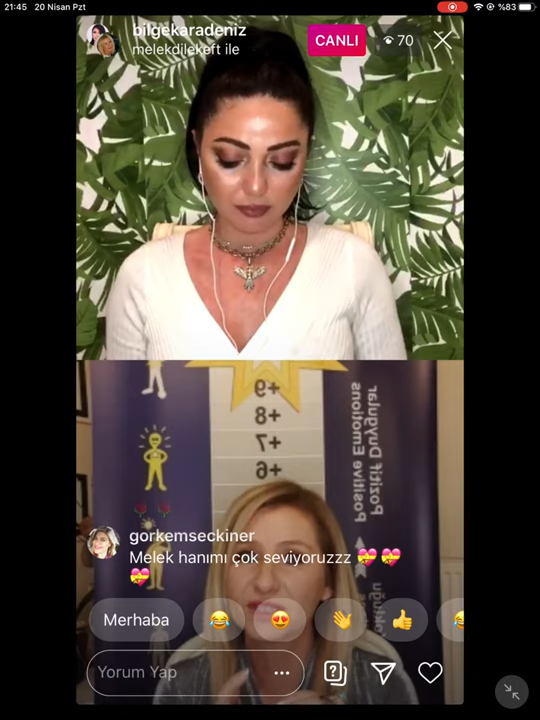 21:45 20 Nisan Pzt
%83
bilgekaradeniz
melekdilekeft ile
CANLI
70
9+
8+
7+
6+
Positive Emotions
Pozitif Duygular
gorkemseckiner
Melek hanımı çok seviyoruzzz 💝💝
💝
Merhaba 😂 😍 👋 👍 😂
Yorum Yap